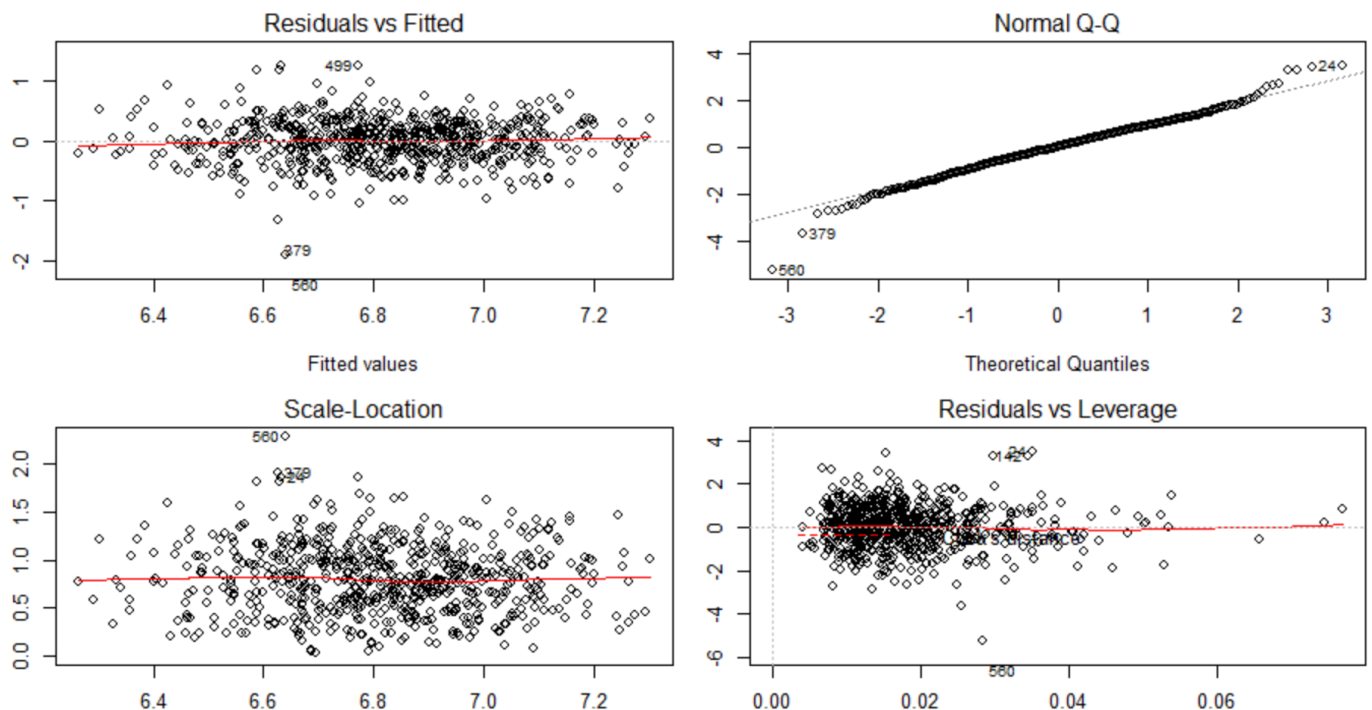 Residuals vs Fitted
1
0
-1
-2
499
379
560
6.4 6.6 6.8 7.0 7.2
Fitted values
Normal Q-Q
4
2
0
-2
-4
24
379
560
-3 -2 -1 0 1 2 3
Theoretical Quantiles
Scale-Location
2.0
1.5
1.0
0.5
0.0
560
379
24
6.4 6.6 6.8 7.0 7.2
Residuals vs Leverage
4
2
0
-2
-4
-6
24
142
Cook's distance
560
0.00 0.02 0.04 0.06